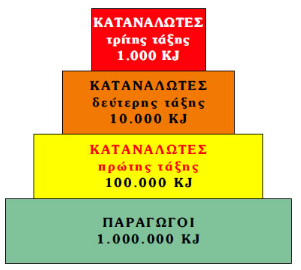 ΚΑΤΑΝΑΛΩΤΕΣ
τρίτης τάξης
1.000 KJ
ΚΑΤΑΝΑΛΩΤΕΣ
δεύτερης τάξης
10.000 KJ
ΚΑΤΑΝΑΛΩΤΕΣ
πρώτης τάξης
100.000 KJ
ΠΑΡΑΓΩΓΟΙ
1.000.000 KJ